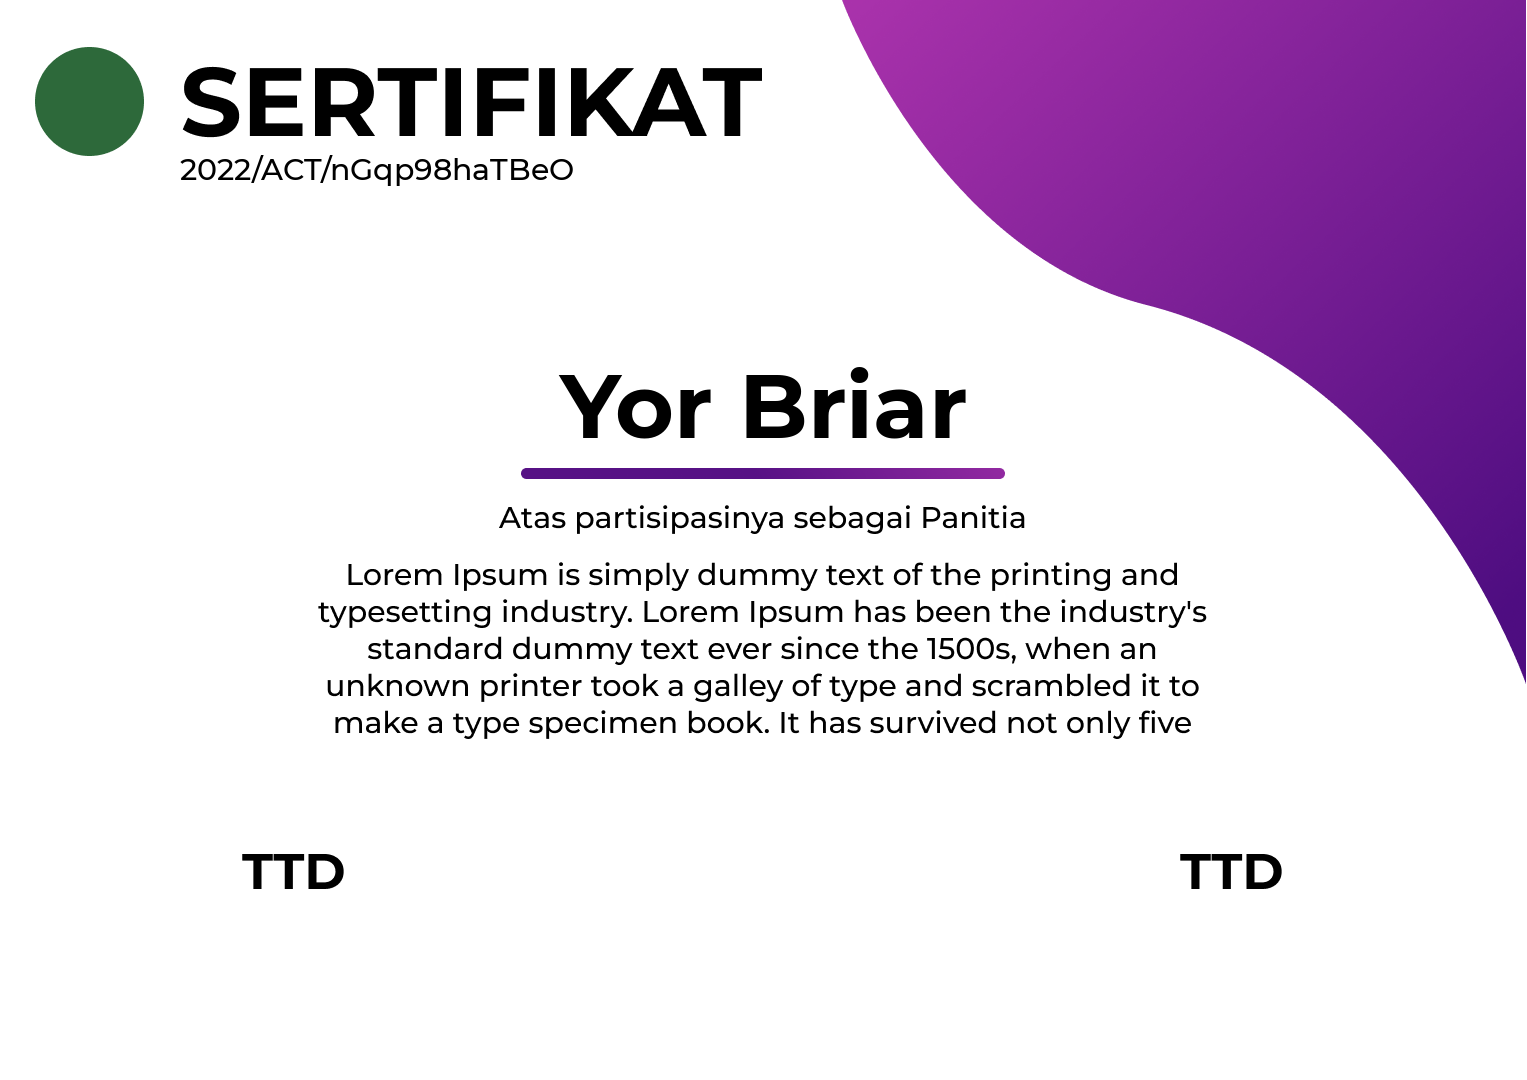 SERTIFIKAT
2022/ACT/nGqp98haTBeO
Yor Briar
Atas partisipasinya sebagai Panitia
Lorem Ipsum is simply dummy text of the printing and
typesetting industry. Lorem Ipsum has been the industry's
standard dummy text ever since the 1500s, when an
unknown printer took a galley of type and scrambled it to
make a type specimen book. It has survived not only five
TTD
TTD